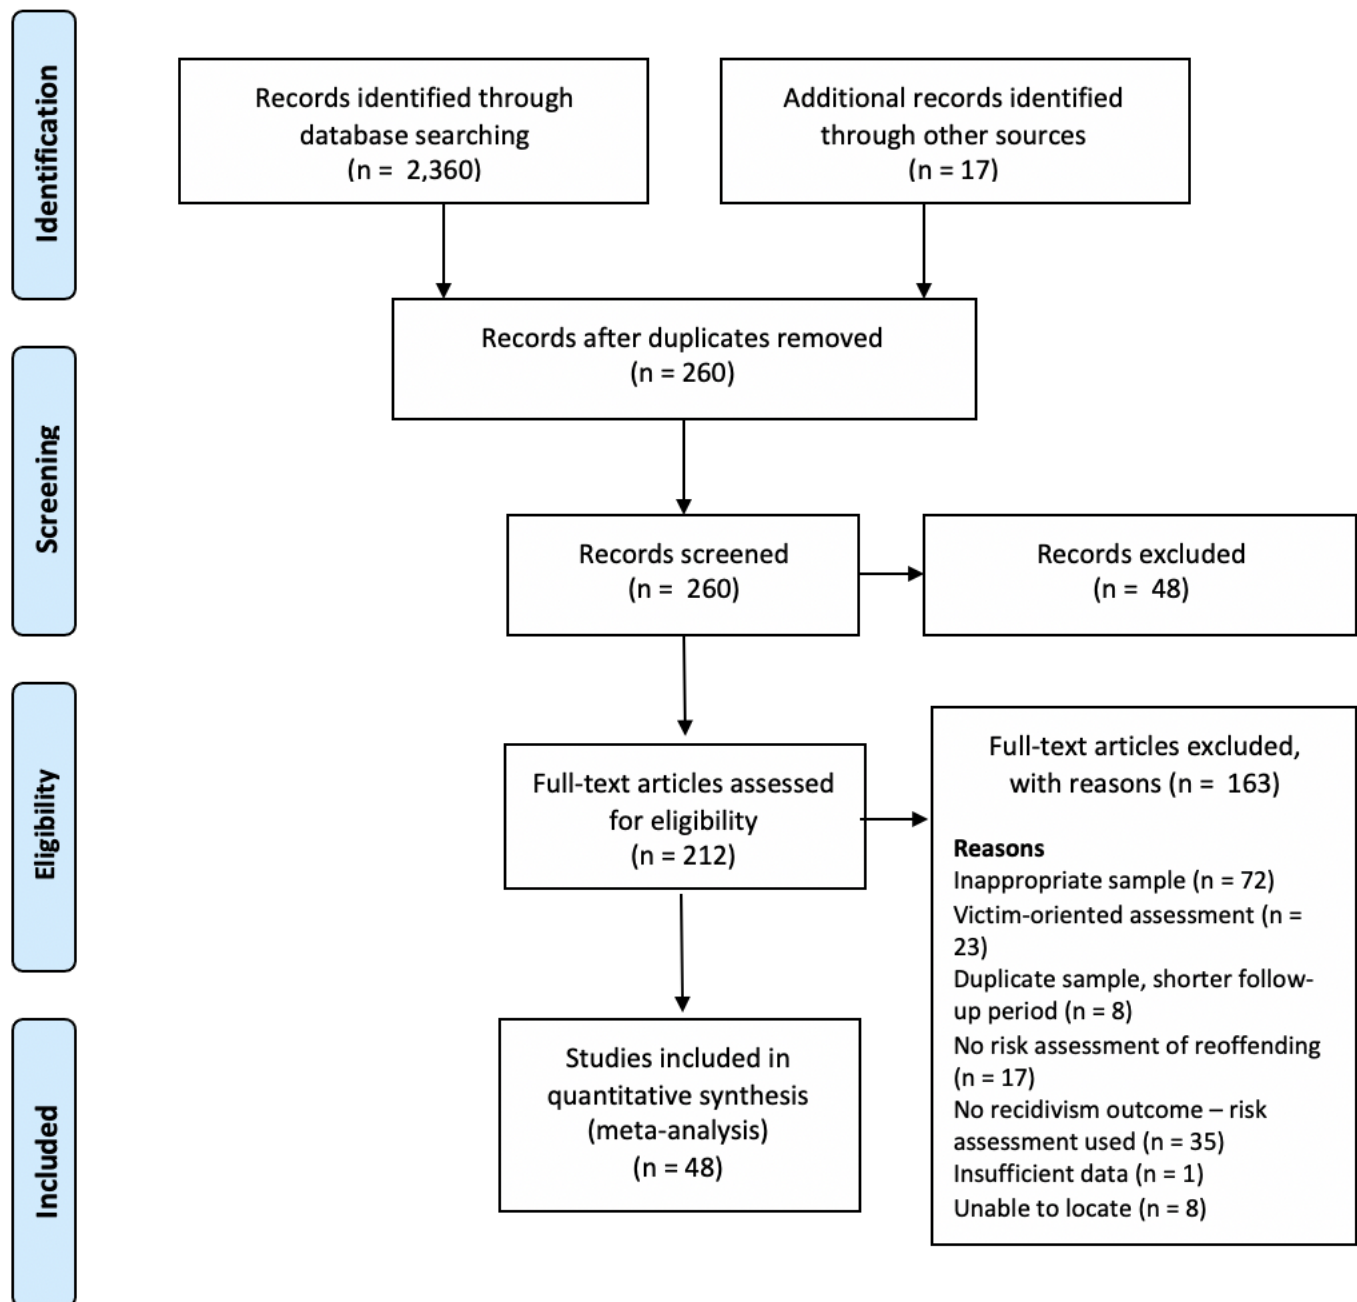 Identification
Records identified through
database searching
(n =  2,360)
Additional records identified
through other sources
(n = 17)
Records after duplicates removed
(n = 260)
Screening
Records screened
(n =  260)
Records excluded
(n =  48)
Eligibility
Full-text articles assessed
for eligibility
(n = 212)
Full-text articles excluded,
with reasons (n =  163)
Reasons
Inappropriate sample (n = 72)
Victim-oriented assessment (n =
23)
Duplicate sample, shorter follow-
up period (n = 8)
No risk assessment of reoffending
(n = 17)
No recidivism outcome – risk
assessment used (n = 35)
Insufficient data (n = 1)
Unable to locate (n = 8)
Included
Studies included in
quantitative synthesis
(meta-analysis)
(n = 48)